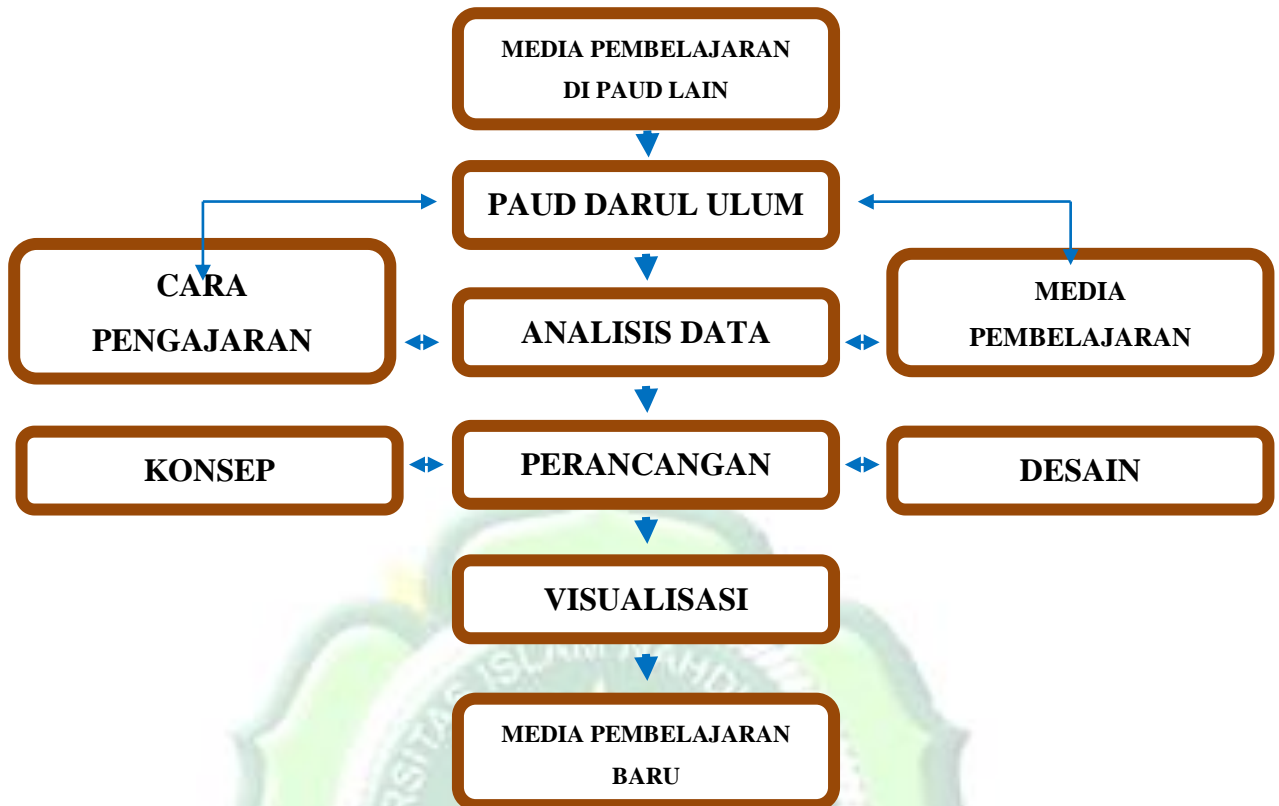 MEDIA PEMBELAJARAN
DI PAUD LAIN
PAUD DARUL ULUM
CARA
PENGAJARAN
ANALISIS DATA
MEDIA
PEMBELAJARAN
KONSEP
PERANCANGAN
DESAIN
VISUALISASI
MEDIA PEMBELAJARAN
BARU